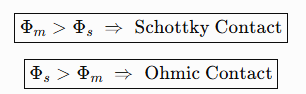 Φₘ > Φₛ ⇒ Schottky Contact
Φₛ > Φₘ ⇒ Ohmic Contact